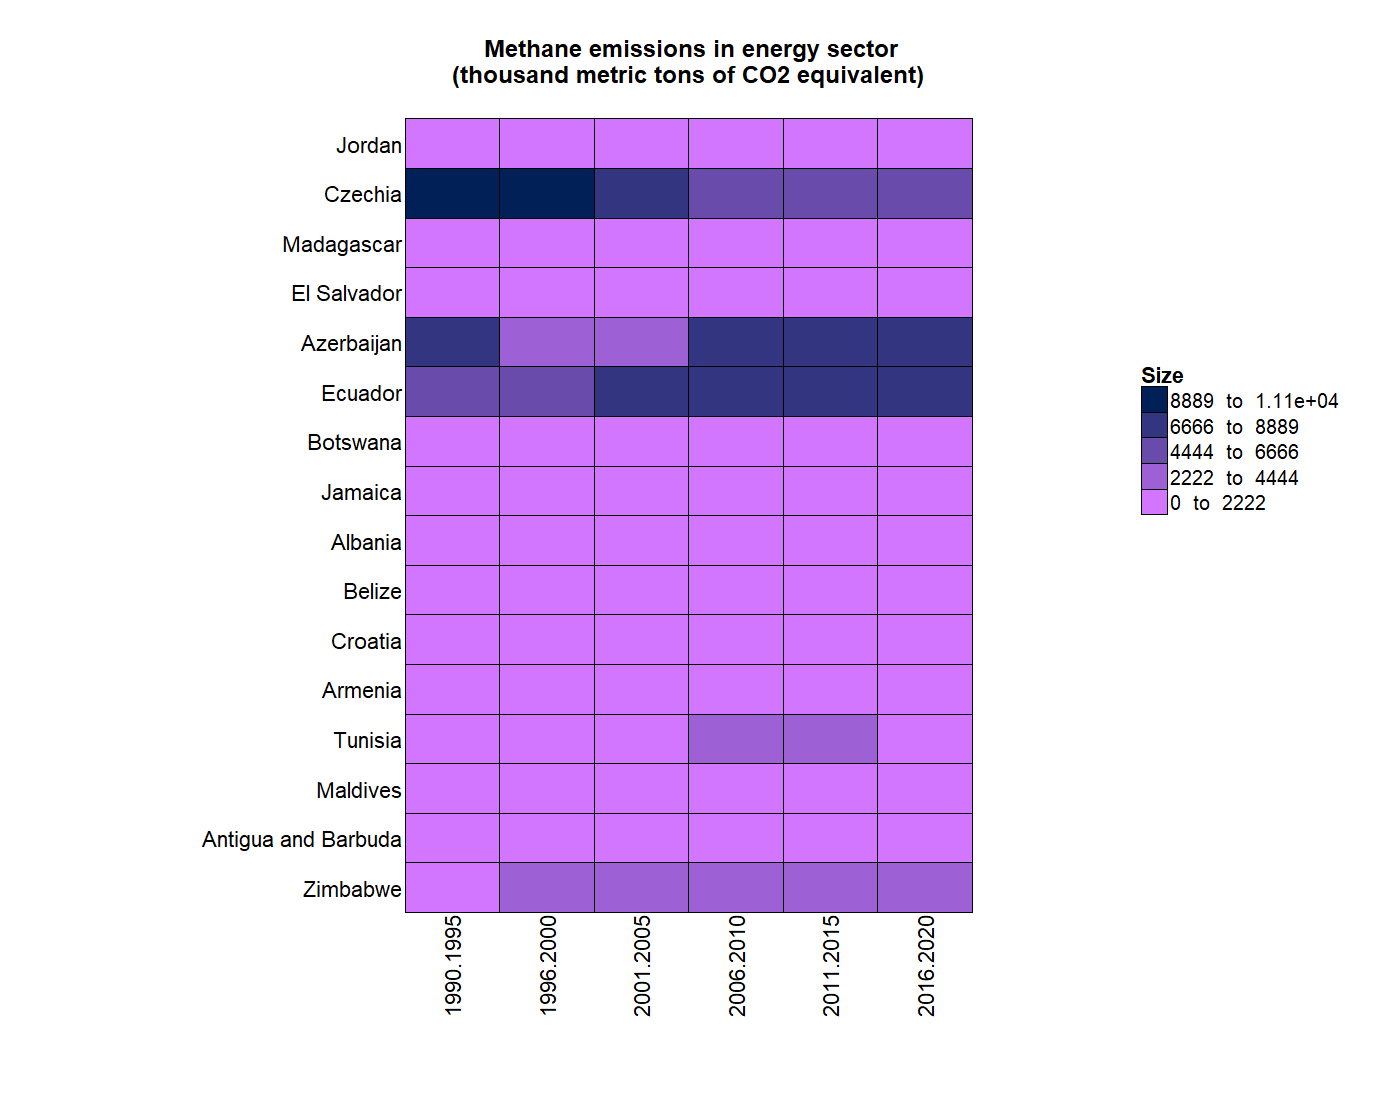 Methane emissions in energy sector
(thousand metric tons of CO2 equivalent)
Jordan
Czechia
Madagascar
El Salvador
Azerbaijan
Ecuador
Botswana
Jamaica
Albania
Belize
Croatia
Armenia
Tunisia
Maldives
Antigua and Barbuda
Zimbabwe
1990.1995
1996.2000
2001.2005
2006.2010
2011.2015
2016.2020
Size
8889 to 1.11e+04
6666 to 8889
4444 to 6666
2222 to 4444
0 to 2222